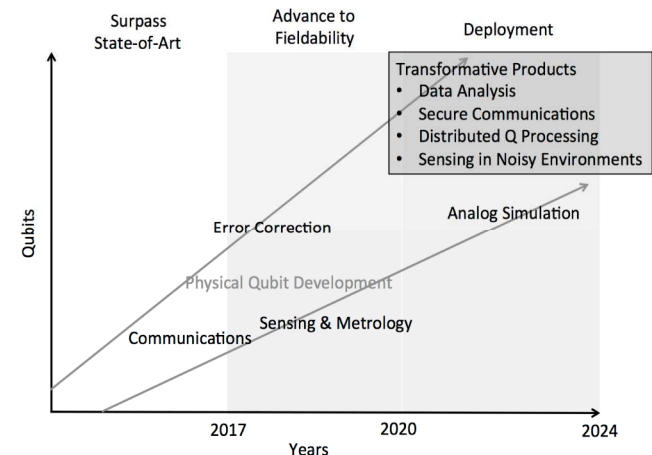 Surpass
State-of-Art
Advance to
Fieldability
Deployment
Transformative Products
• Data Analysis
• Secure Communications
• Distributed Q Processing
• Sensing in Noisy Environments
Analog Simulation
Error Correction
Qubits
Physical Qubit Development
Sensing & Metrology
Communications
2017
2020
2024
Years